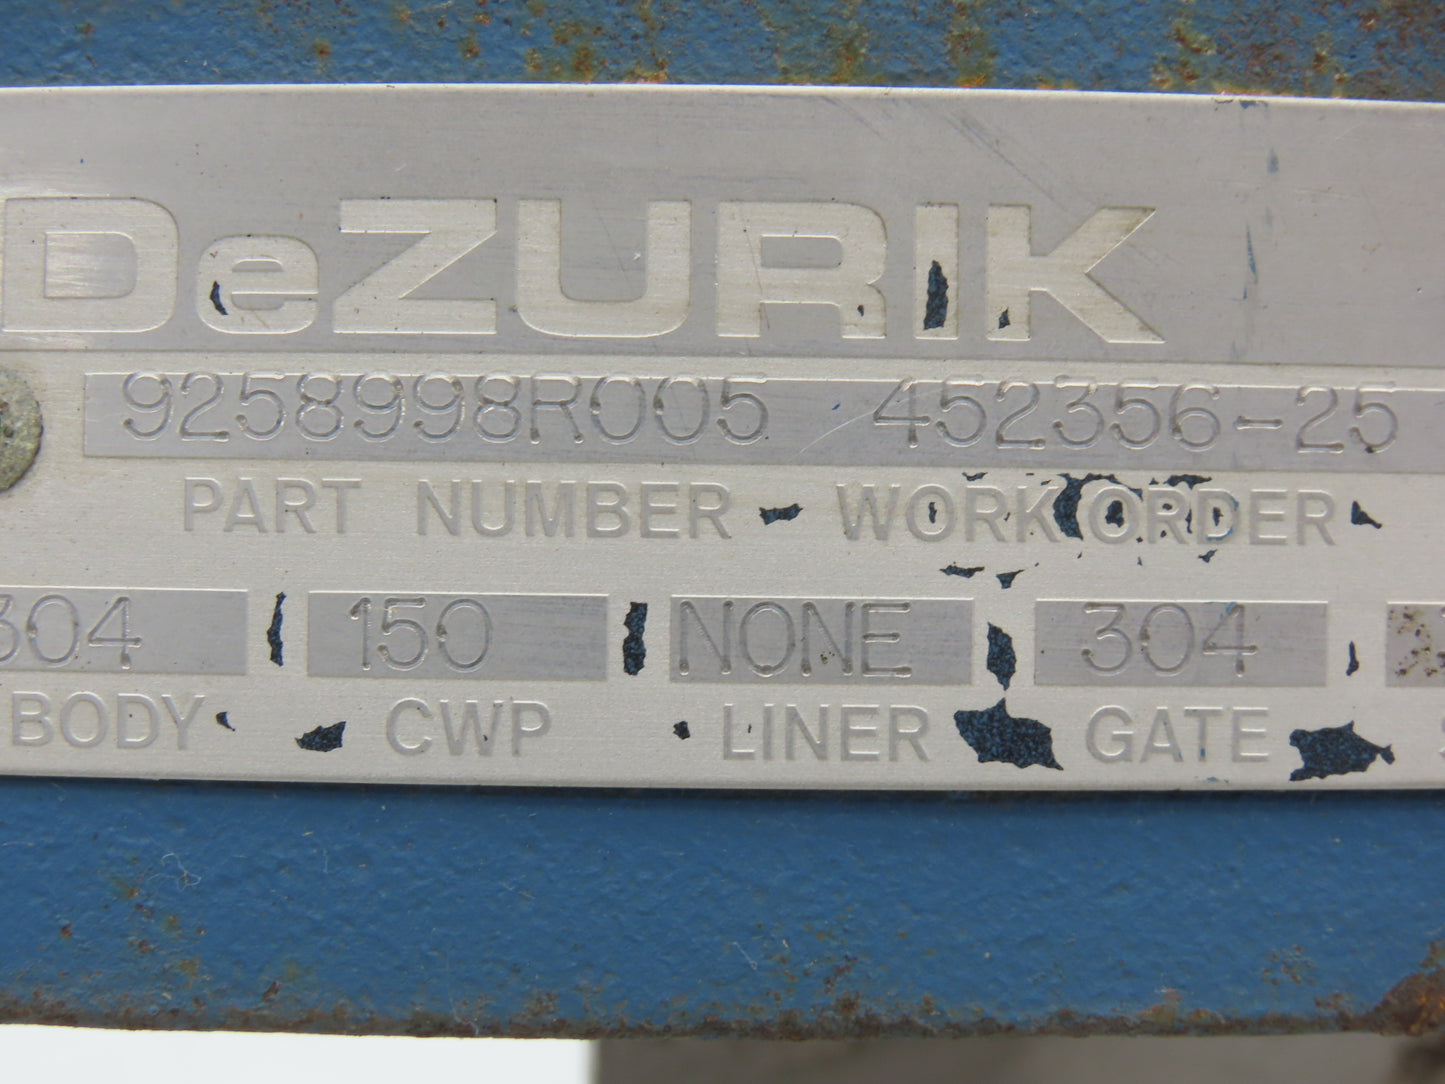 DeZURIK
9258998R005 452356-25
PART NUMBER WORK ORDER
304 150 NONE 304
BODY CWP LINER GATE